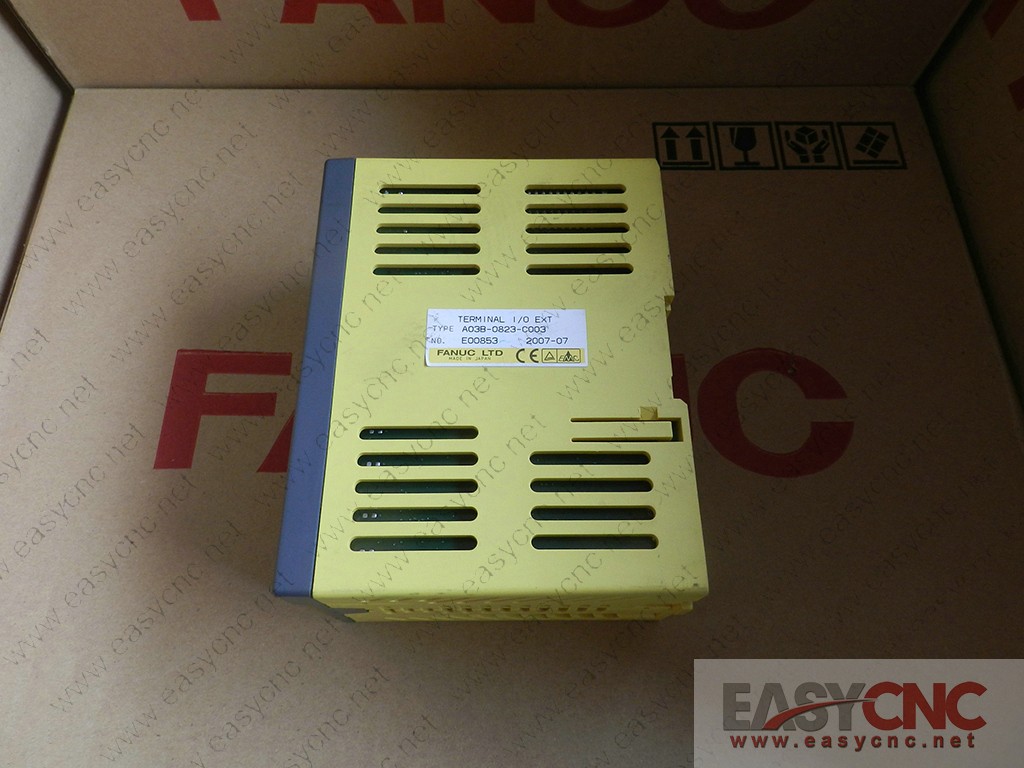 FANUC
FANUC
TERMINAL I/O EXT
TYPE A03B-0823-C003
NO. E00853 2007-07
FANUC LTD CE
MADE IN JAPAN
EASYCNC
www.easycnc.net
www.easycnc.net